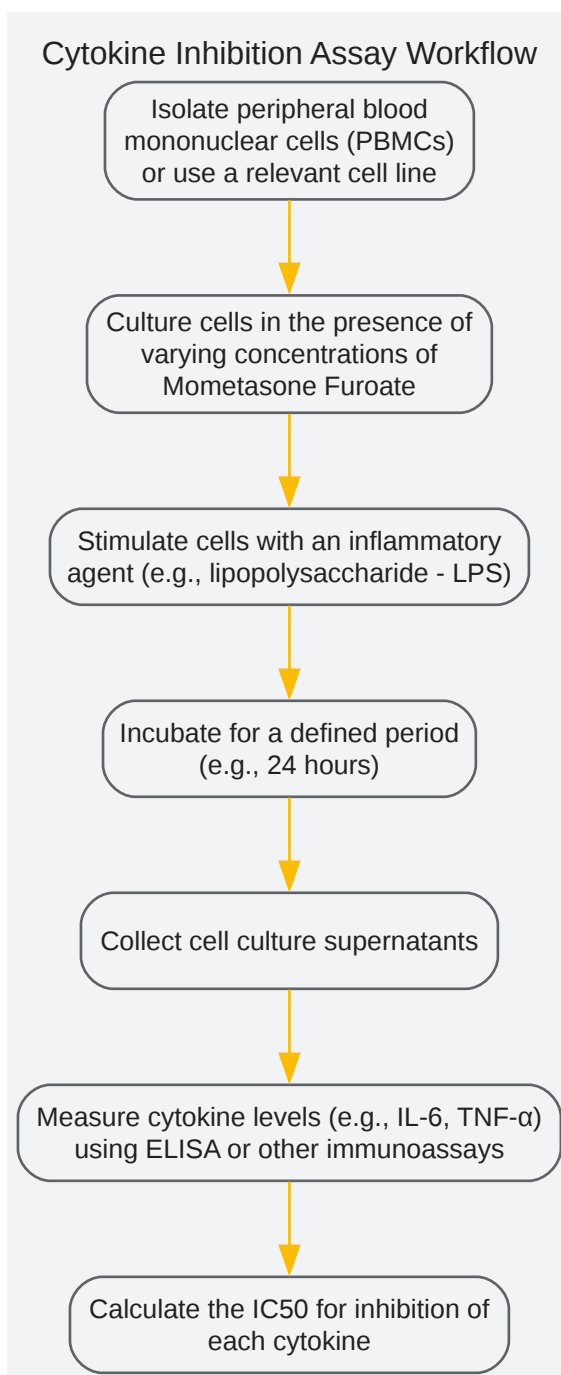 Cytokine Inhibition Assay Workflow
Isolate peripheral blood
mononuclear cells (PBMCs)
or use a relevant cell line
Culture cells in the presence of
varying concentrations of
Mometasone Furoate
Stimulate cells with an inflammatory
agent (e.g., lipopolysaccharide - LPS)
Incubate for a defined period
(e.g., 24 hours)
Collect cell culture supernatants
Measure cytokine levels (e.g., IL-6, TNF-α)
using ELISA or other immunoassays
Calculate the IC50 for inhibition of
each cytokine